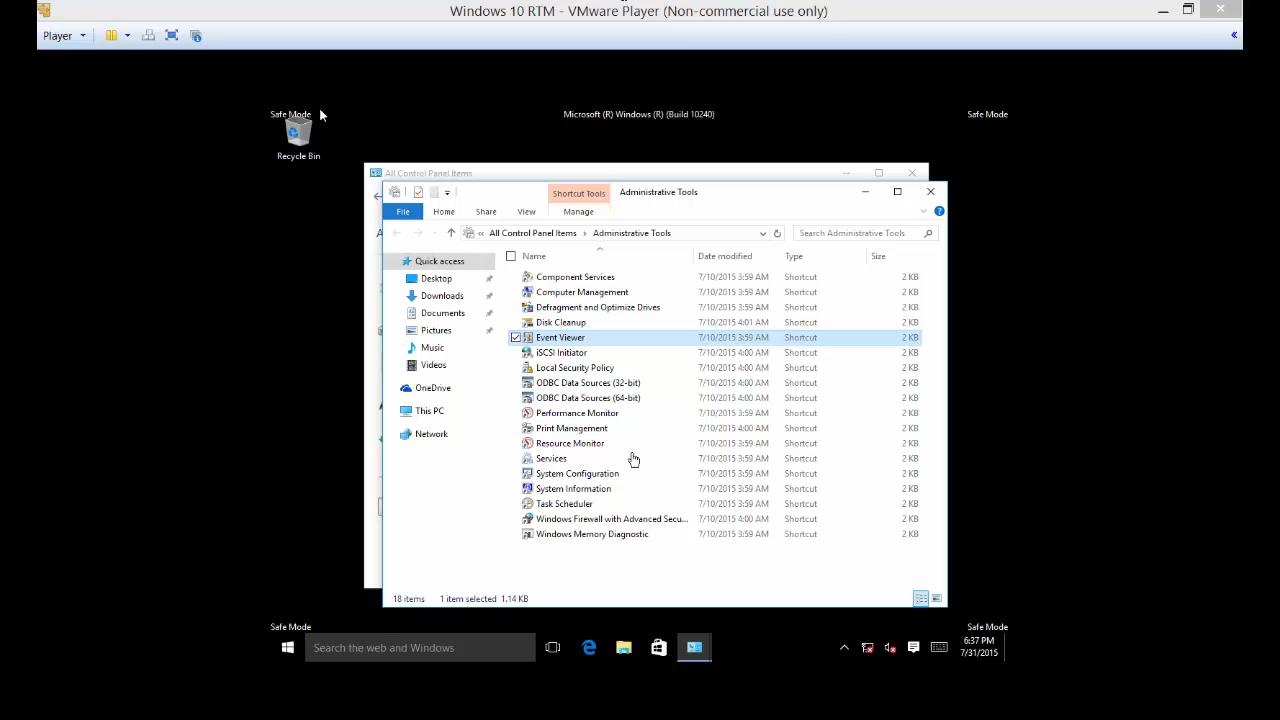 Windows 10 RTM - VMware Player (Non-commercial use only)
Player
Safe Mode
Microsoft (R) Windows (R) (Build 10240)
Safe Mode
Recycle Bin
All Control Panel Items
Shortcut Tools
Administrative Tools
File
Home
Share
View
Manage
« All Control Panel Items > Administrative Tools
Search Administrative Tools
Name Date modified Type Size
Quick access
Desktop
Downloads
Documents
Pictures
Music
Videos
OneDrive
This PC
Network
Component Services 7/10/2015 3:59 AM Shortcut 2 KB
Computer Management 7/10/2015 3:59 AM Shortcut 2 KB
Defragment and Optimize Drives 7/10/2015 3:59 AM Shortcut 2 KB
Disk Cleanup 7/10/2015 4:01 AM Shortcut 2 KB
Event Viewer 7/10/2015 3:59 AM Shortcut 2 KB
iSCSI Initiator 7/10/2015 4:00 AM Shortcut 2 KB
Local Security Policy 7/10/2015 4:00 AM Shortcut 2 KB
ODBC Data Sources (32-bit) 7/10/2015 4:00 AM Shortcut 2 KB
ODBC Data Sources (64-bit) 7/10/2015 4:00 AM Shortcut 2 KB
Performance Monitor 7/10/2015 3:59 AM Shortcut 2 KB
Print Management 7/10/2015 4:00 AM Shortcut 2 KB
Resource Monitor 7/10/2015 3:59 AM Shortcut 2 KB
Services 7/10/2015 3:59 AM Shortcut 2 KB
System Configuration 7/10/2015 3:59 AM Shortcut 2 KB
System Information 7/10/2015 3:59 AM Shortcut 2 KB
Task Scheduler 7/10/2015 3:59 AM Shortcut 2 KB
Windows Firewall with Advanced Secu... 7/10/2015 4:00 AM Shortcut 2 KB
Windows Memory Diagnostic 7/10/2015 3:59 AM Shortcut 2 KB
18 items 1 item selected 1.14 KB
Safe Mode
Safe Mode
Search the web and Windows
6:37 PM
7/31/2015